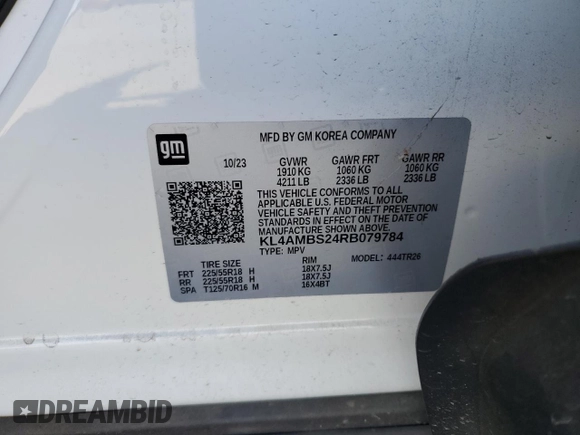 gm
MFD BY GM KOREA COMPANY
10/23 GVWR GAWR FRT GAWR RR
1910 KG 1060 KG 1060 KG
4211 LB 2336 LB 2336 LB
THIS VEHICLE CONFORMS TO ALL
APPLICABLE U.S. FEDERAL MOTOR
VEHICLE SAFETY AND THEFT PREVENTION
STANDARDS IN EFFECT ON THE DATE OF
MANUFACTURE SHOWN ABOVE.
KL4AMBS24RB079784
TYPE: MPV
TIRE SIZE RIM MODEL: 444TR26
FRT 225/55R18 H 18X7.5J
RR 225/55R18 H 18X7.5J
SPA T125/70R16 M 16X4BT
DREAMBID